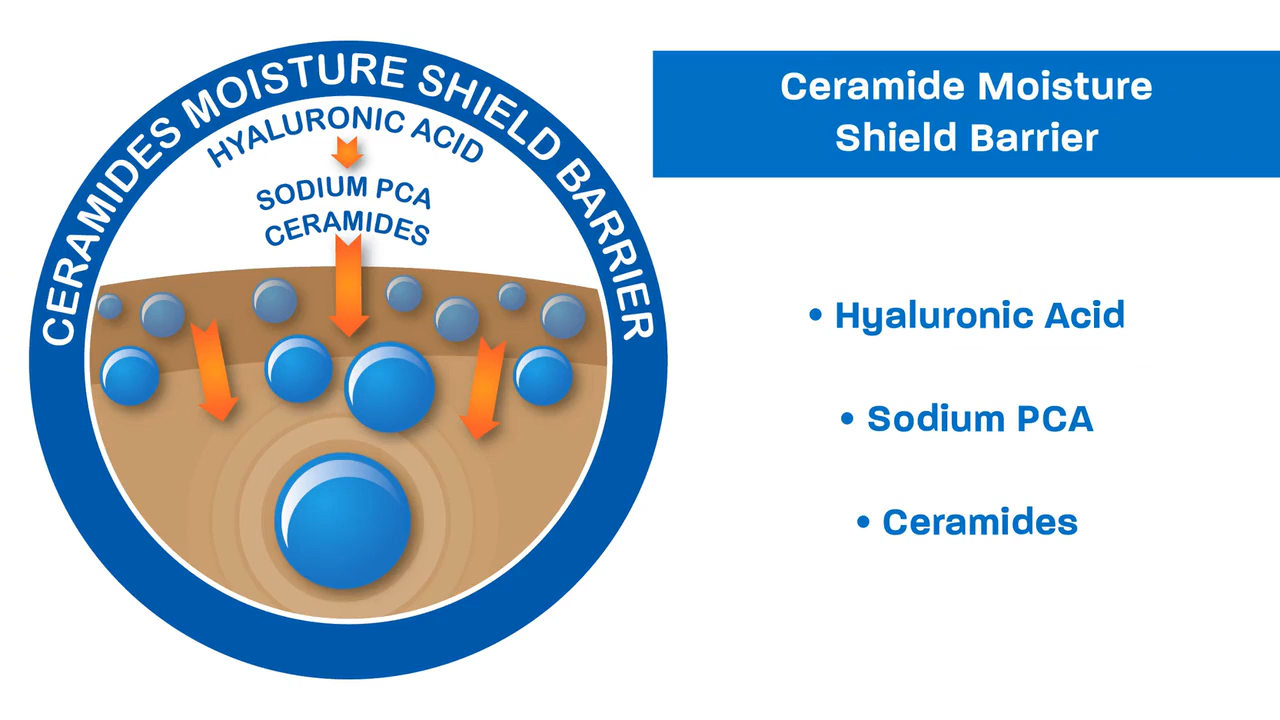 CERAMIDES MOISTURE SHIELD BARRIER
HYALURONIC ACID
SODIUM PCA
CERAMIDES
Ceramide Moisture
Shield Barrier
• Hyaluronic Acid
• Sodium PCA
• Ceramides